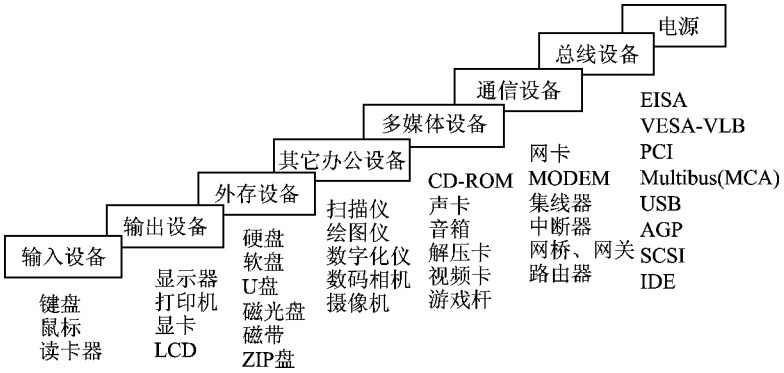 电源
总线设备
通信设备
多媒体设备
其它办公设备
外存设备
输出设备
输入设备
键盘
鼠标
读卡器
显示器
打印机
显卡
LCD
硬盘
软盘
U盘
磁光盘
磁带
ZIP盘
扫描仪
绘图仪
数字化仪
数码相机
摄像机
CD-ROM
声卡
音箱
解压卡
视频卡
游戏杆
网卡
MODEM
集线器
中断器
网桥、网关
路由器
EISA
VESA-VLB
PCI
Multibus(MCA)
USB
AGP
SCSI
IDE